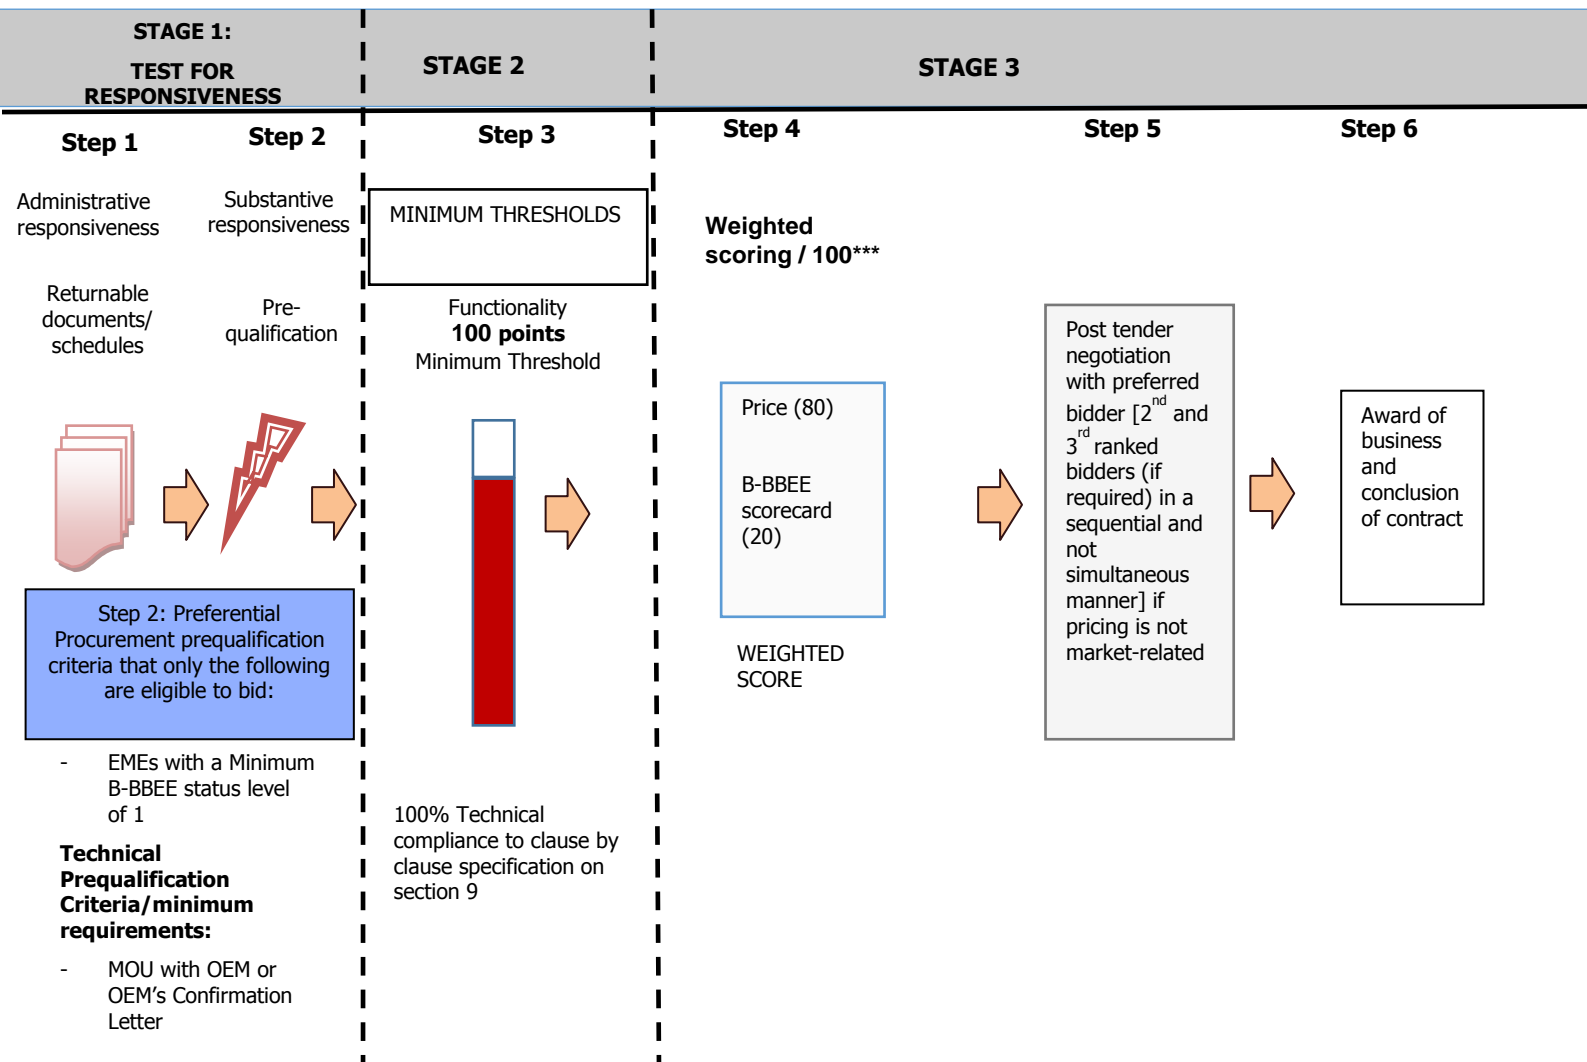 STAGE 1:
TEST FOR
RESPONSIVENESS
STAGE 2
STAGE 3
Step 1
Step 2
Step 3
Step 4
Step 5
Step 6
Administrative
responsiveness
Substantive
responsiveness
MINIMUM THRESHOLDS
Weighted
scoring / 100***
Returnable
documents/
schedules
Pre-
qualification
Functionality
100 points
Minimum Threshold
Price (80)
B-BBEE
scorecard
(20)
WEIGHTED
SCORE
Post tender
negotiation
with preferred
bidder [2nd and
3rd ranked
bidders (if
required) in a
sequential and
not
simultaneous
manner] if
pricing is not
market-related
Award of
business
and
conclusion
of contract
Step 2: Preferential
Procurement prequalification
criteria that only the following
are eligible to bid:
- EMEs with a Minimum
B-BBEE status level
of 1
Technical
Prequalification
Criteria/minimum
requirements:
- MOU with OEM or
OEM’s Confirmation
Letter
100% Technical
compliance to clause by
clause specification on
section 9